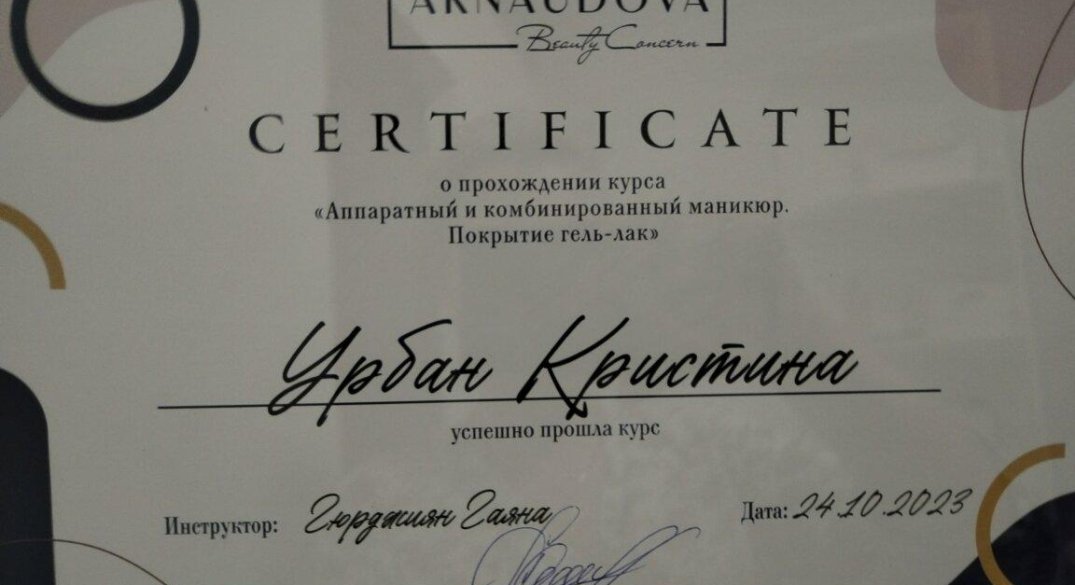 ARNAUDOVA
Beauty Concern
CERTIFICATE
о прохождении курса
«Аппаратный и комбинированный маникюр.
Покрытие гель-лак»
Урбан Кристина
успешно прошла курс
Инструктор: Гюрджиян Гаяна Дата: 24.10.2023